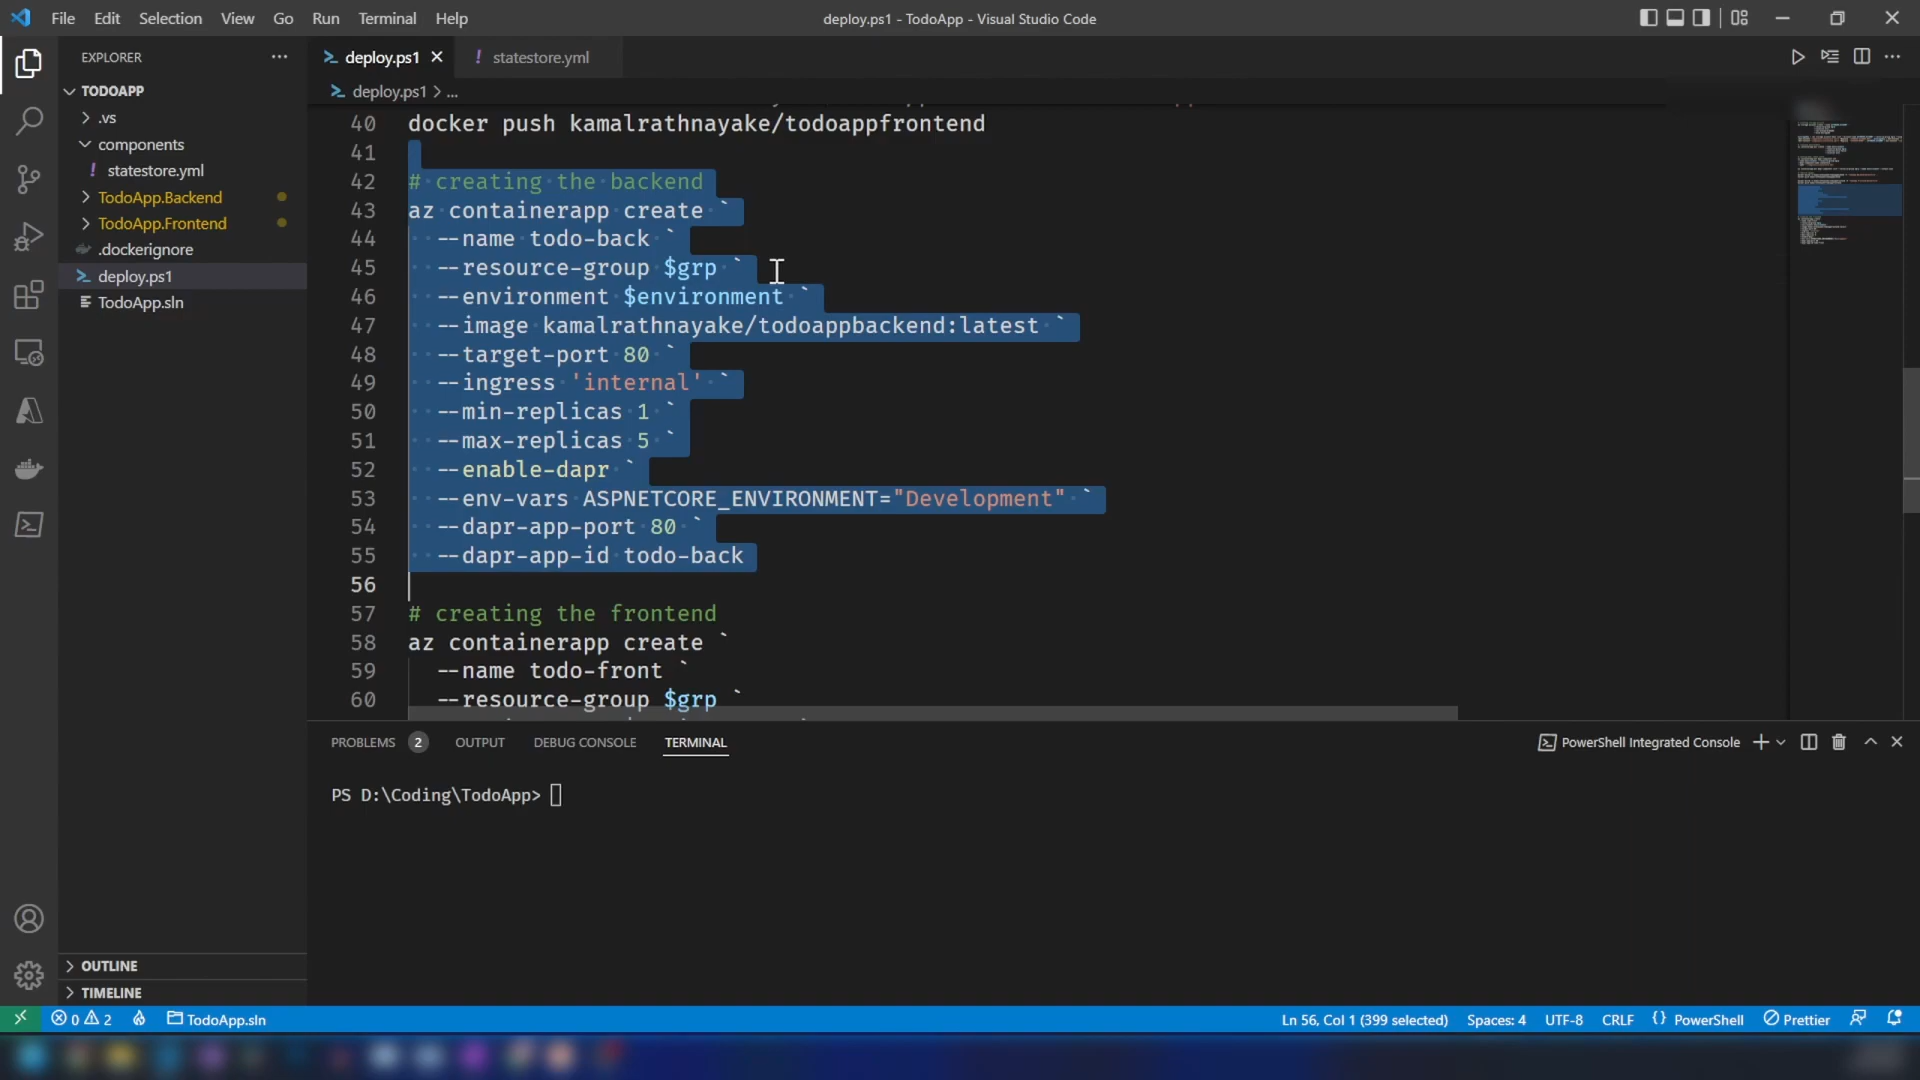 File Edit Selection View Go Run Terminal Help
deploy.ps1 - TodoApp - Visual Studio Code
EXPLORER
TODOAPP
.vs
components
! statestore.yml
TodoApp.Backend
TodoApp.Frontend
.dockerignore
deploy.ps1
TodoApp.sln
OUTLINE
TIMELINE
deploy.ps1
! statestore.yml
deploy.ps1 > ...
40 docker push kamalrathnayake/todoappfrontend
41
42 # creating the backend
43 az containerapp create `
44 --name todo-back `
45 --resource-group $grp `
46 --environment $environment `
47 --image kamalrathnayake/todoappbackend:latest `
48 --target-port 80 `
49 --ingress 'internal' `
50 --min-replicas 1 `
51 --max-replicas 5 `
52 --enable-dapr `
53 --env-vars ASPNETCORE_ENVIRONMENT="Development" `
54 --dapr-app-port 80 `
55 --dapr-app-id todo-back
56
57 # creating the frontend
58 az containerapp create `
59 --name todo-front `
60 --resource-group $grp `
PROBLEMS 2 OUTPUT DEBUG CONSOLE TERMINAL
PowerShell Integrated Console
PS D:\Coding\TodoApp>
0 2 TodoApp.sln
Ln 56, Col 1 (399 selected) Spaces: 4 UTF-8 CRLF {} PowerShell Prettier